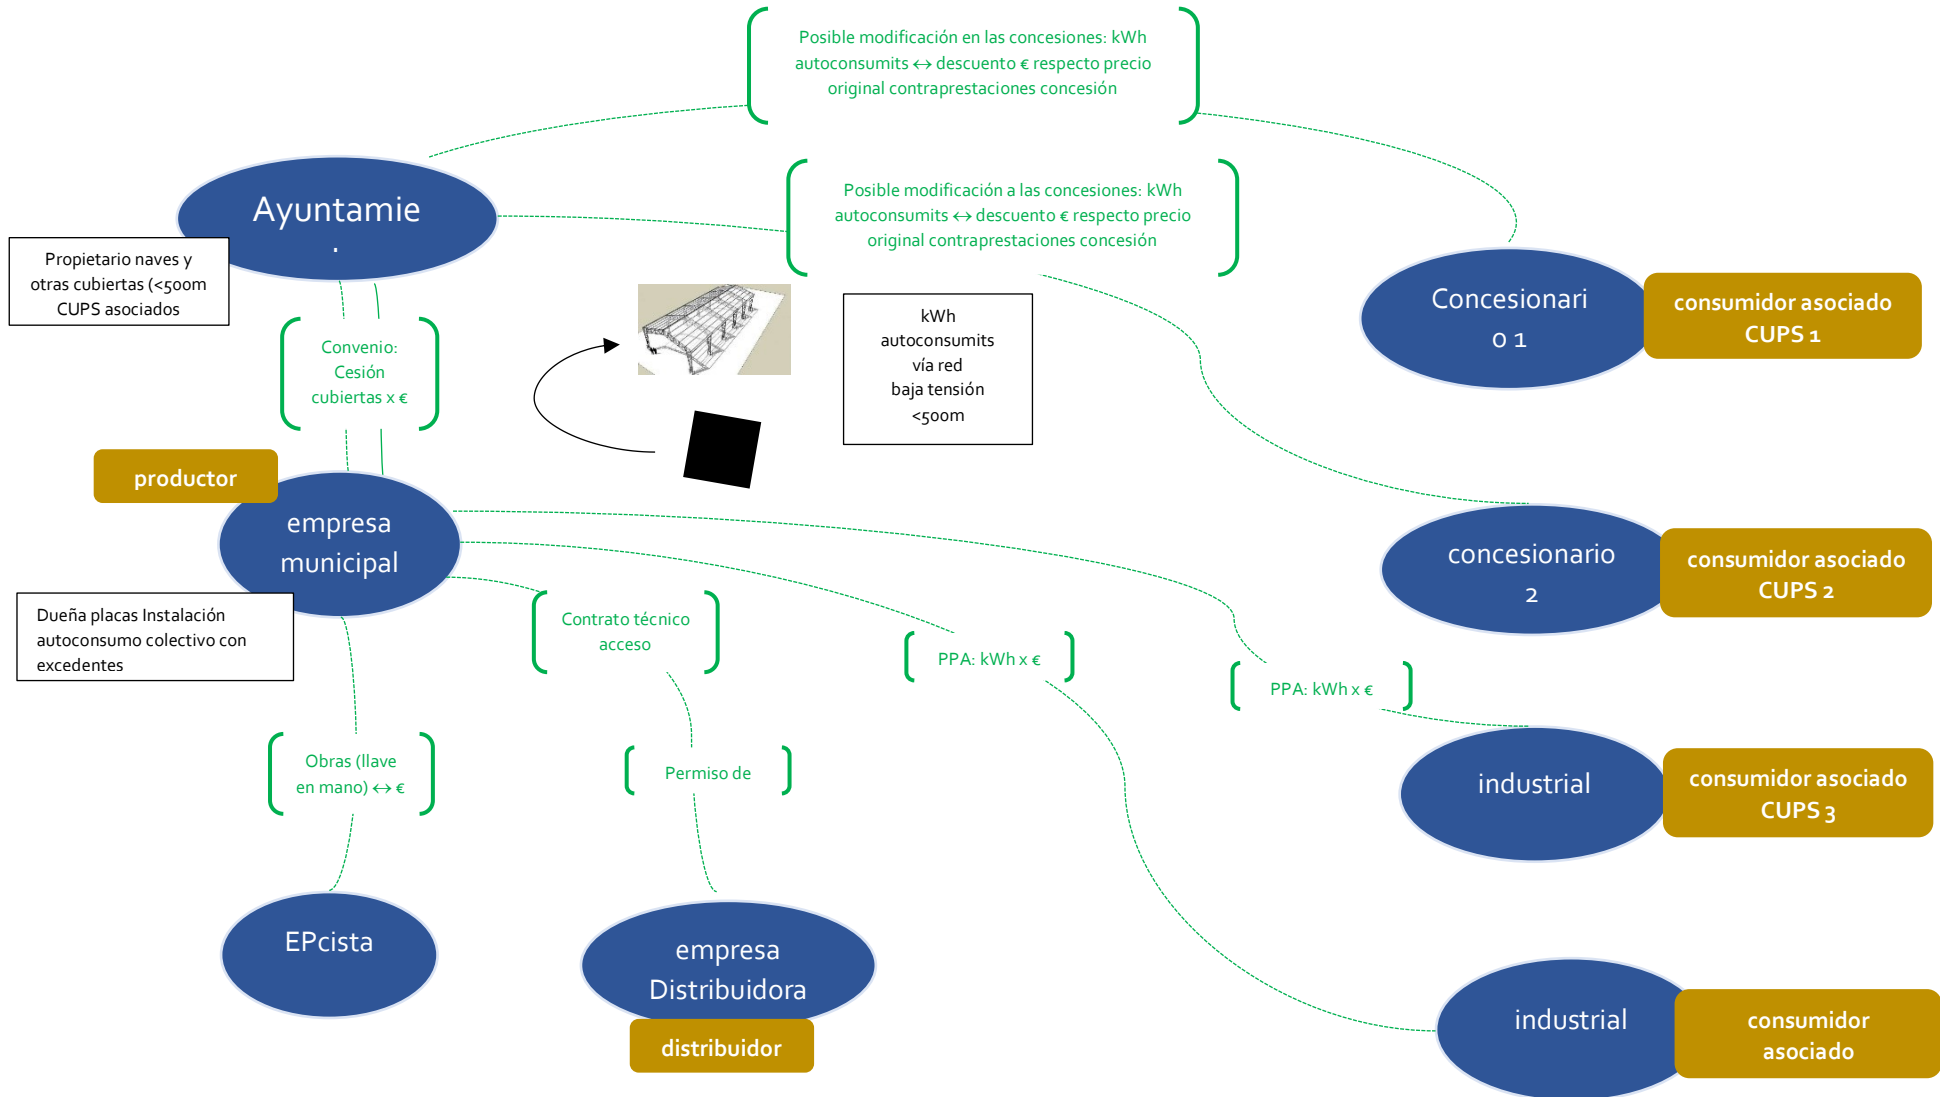 Posible modificación en las concesiones: kWh
autoconsumits ↔ descuento € respecto precio
original contraprestaciones concesión
Posible modificación a las concesiones: kWh
autoconsumits ↔ descuento € respecto precio
original contraprestaciones concesión
Ayuntamie
Propietario naves y
otras cubiertas (<500m
CUPS asociados
Concesionari
o 1
consumidor asociado
CUPS 1
kWh
autoconsumits
vía red
baja tensión
<500m
Convenio:
Cesión
cubiertas x €
productor
empresa
municipal
concesionario
2
consumidor asociado
CUPS 2
Dueña placas Instalación
autoconsumo colectivo con
excedentes
Contrato técnico
acceso
PPA: kWh x €
PPA: kWh x €
Obras (llave
en mano) ↔ €
Permiso de
industrial
consumidor asociado
CUPS 3
EPcista
empresa
Distribuidora
distribuidor
industrial
consumidor
asociado